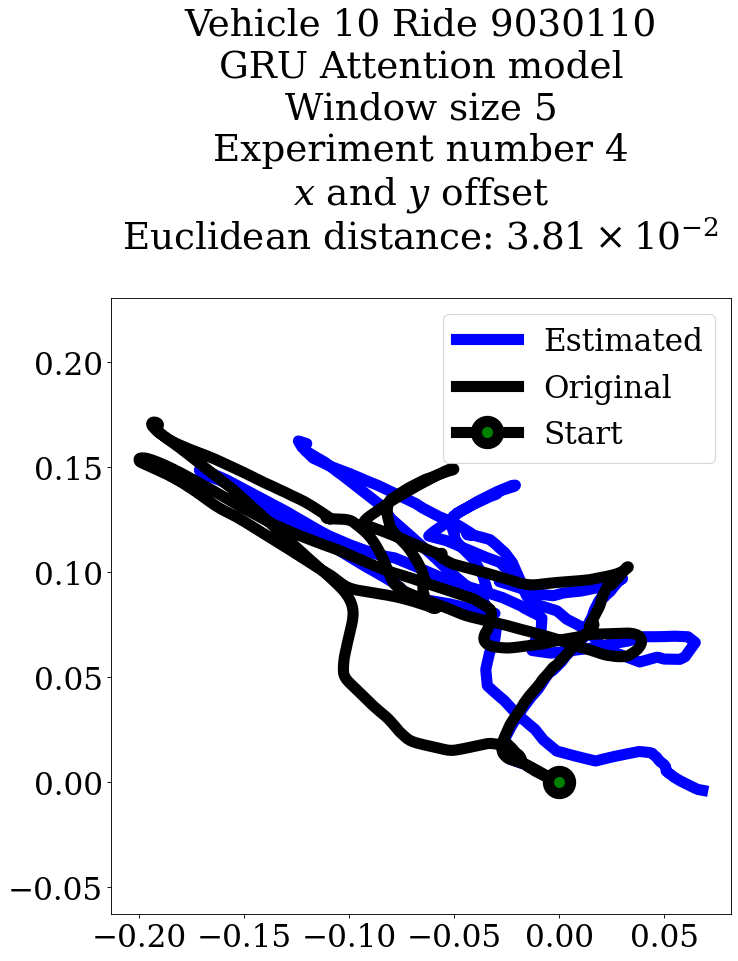 Vehicle 10 Ride 9030110
GRU Attention model
Window size 5
Experiment number 4
x and y offset
Euclidean distance: 3.81 × 10⁻²
Estimated
Original
Start
0.20
0.15
0.10
0.05
0.00
−0.05
−0.20 −0.15 −0.10 −0.05 0.00 0.05